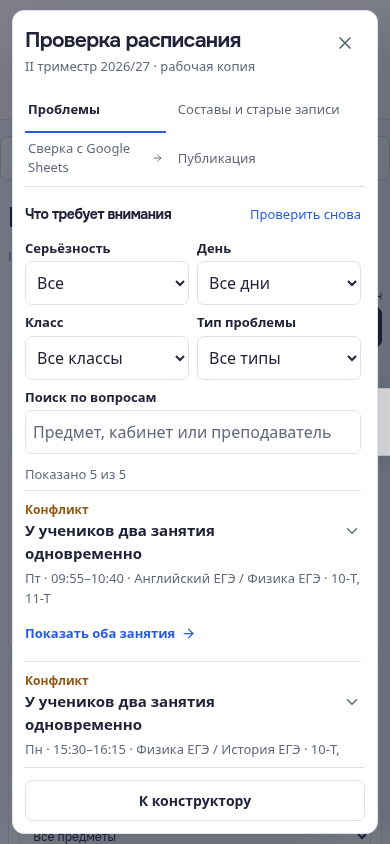 Проверка расписания
II триместр 2026/27 · рабочая копия
Проблемы
Составы и старые записи
Сверка с Google
Sheets
Публикация
Что требует внимания
Проверить снова
Серьёзность
День
Все
Все дни
Класс
Тип проблемы
Все классы
Все типы
Поиск по вопросам
Предмет, кабинет или преподаватель
Показано 5 из 5
Конфликт
У учеников два занятия
одновременно
Пт · 09:55–10:40 · Английский ЕГЭ / Физика ЕГЭ · 10-Т,
11-Т
Показать оба занятия
Конфликт
У учеников два занятия
одновременно
Пн · 15:30–16:15 · Физика ЕГЭ / История ЕГЭ · 10-Т,
К конструктору
Все предметы